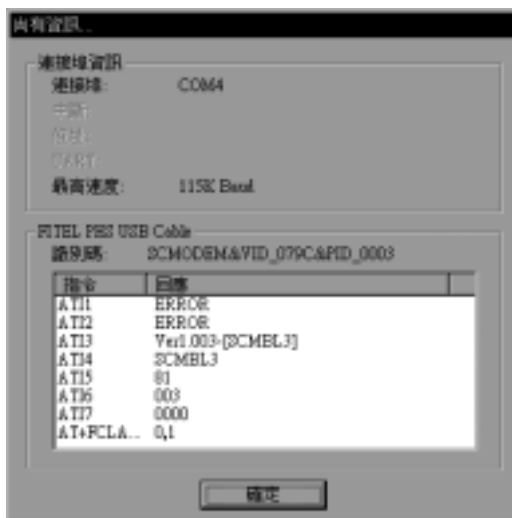 尚有資訊...
連接埠資訊
連接埠: COM4
中斷:
位址:
UART:
最高速度: 115K Baud
FITEL PHS USB Cable
識別碼: SCMODEM&VID_079C&PID_0003
指令 回應
ATI1 ERROR
ATI2 ERROR
ATI3 Ver1.003-[SCMBL3]
ATI4 SCMBL3
ATI5 81
ATI6 003
ATI7 0000
AT+FCLA... 0,1
確定